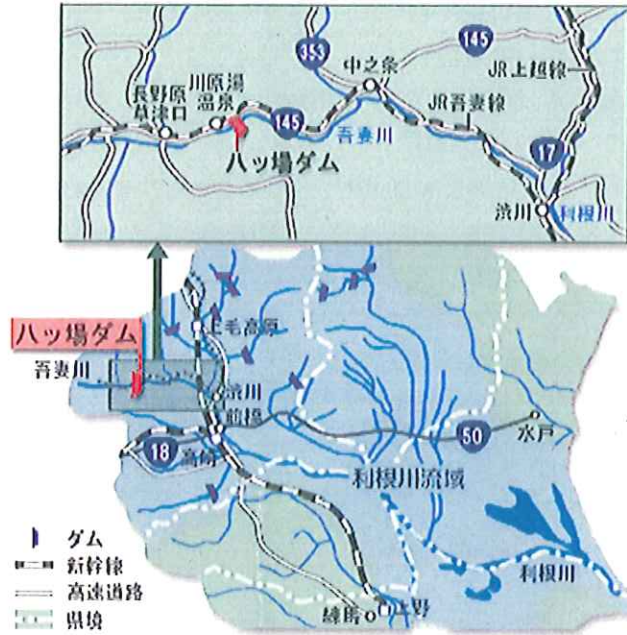 353
145
中之条
JR上越線
長野原
草津口
川原湯
温泉
145
JR吾妻線
吾妻川
17
八ッ場ダム
渋川
利根川
上毛高原
八ッ場ダム
吾妻川
渋川
前橋
18
高崎
50
水戸
利根川流域
ダム
新幹線
高速道路
県境
利根川
練馬
上野